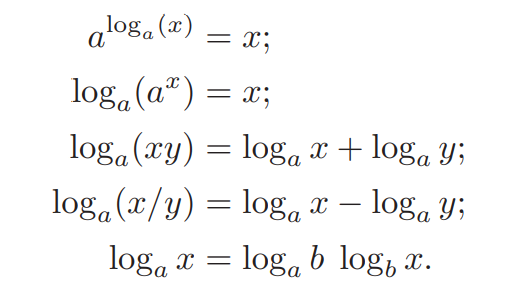 a^{log_a(x)} = x;
log_a(a^x) = x;
log_a(xy) = log_a x + log_a y;
log_a(x/y) = log_a x − log_a y;
log_a x = log_a b log_b x.